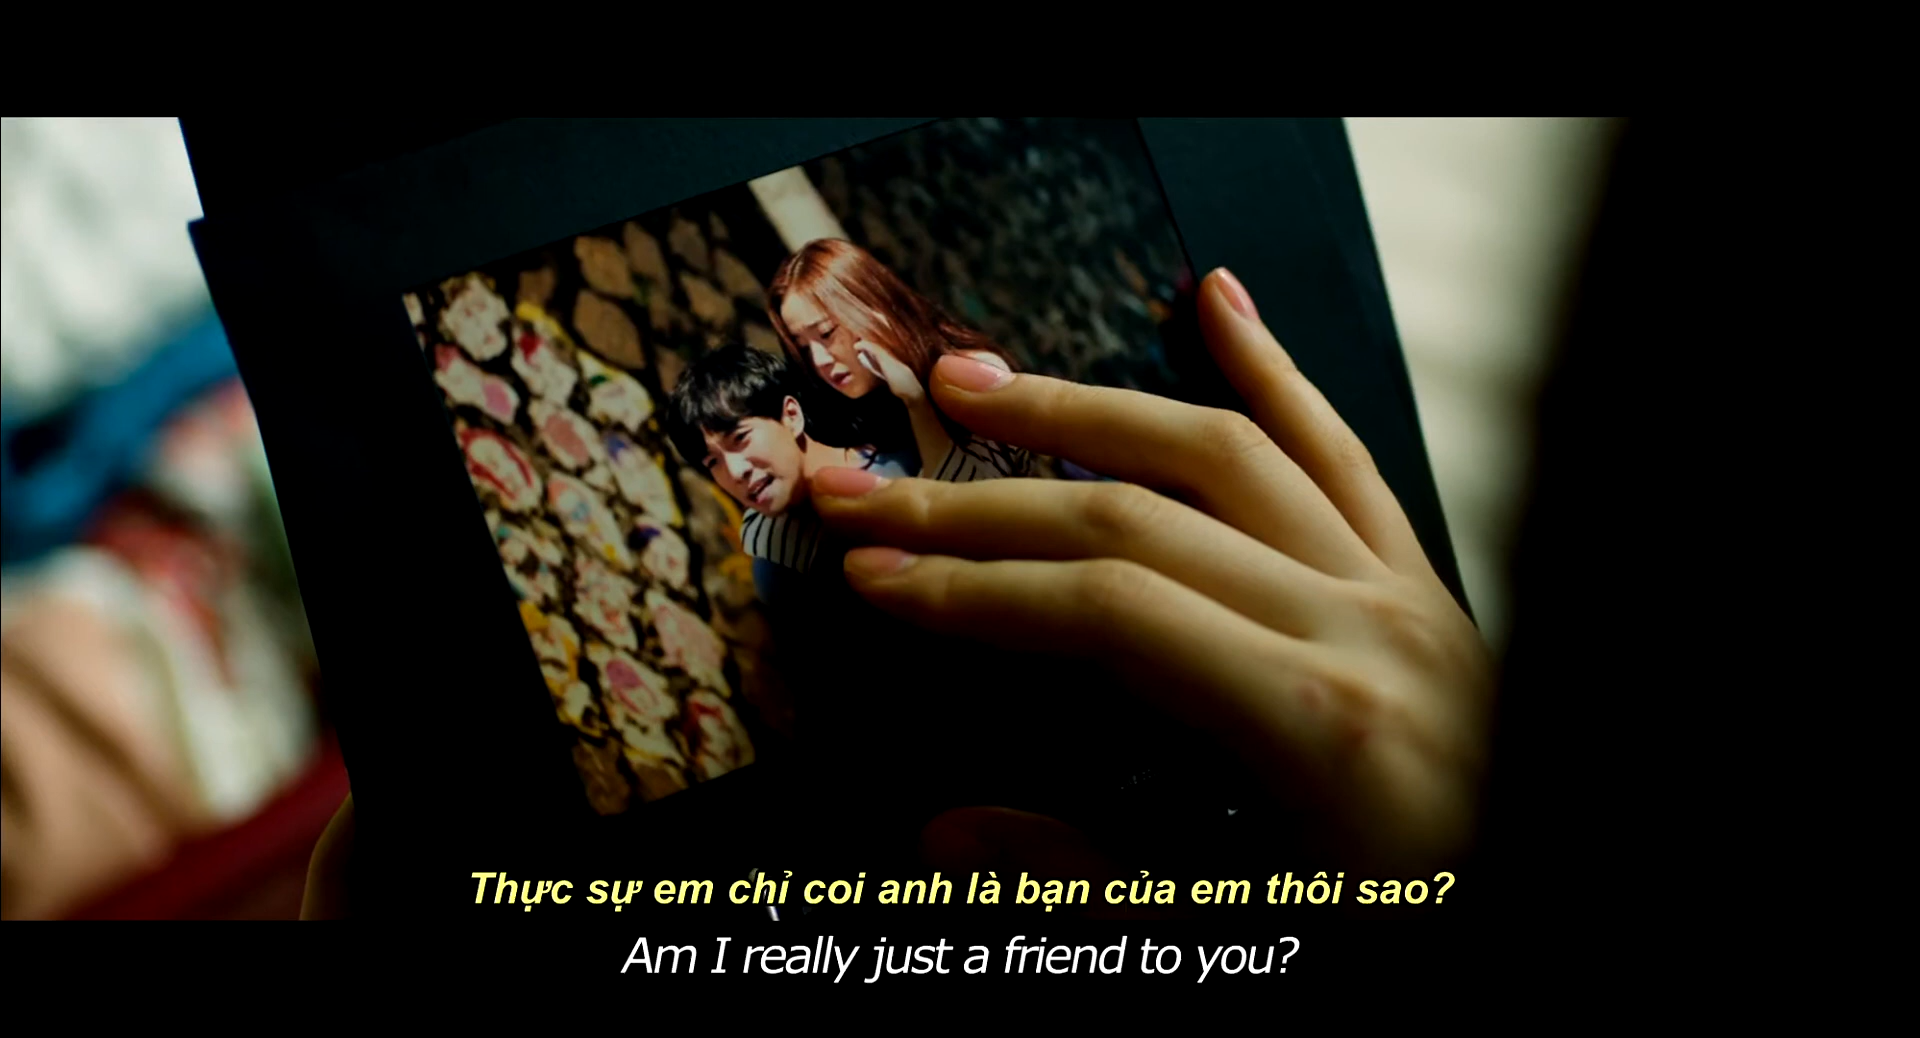 Thực sự em chỉ coi anh là bạn của em thôi sao?
Am I really just a friend to you?